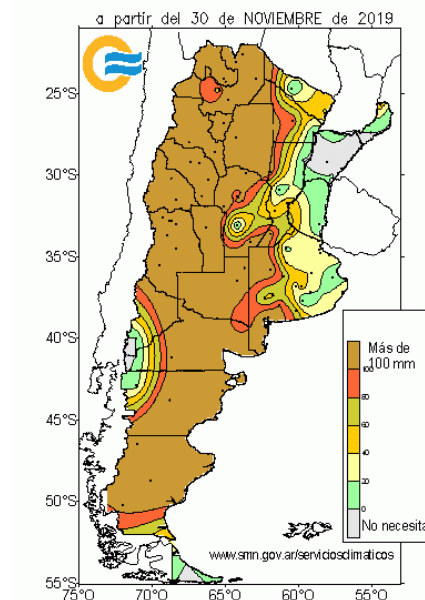 a partir del 30 de NOVIEMBRE de 2019
25°S
30°S
35°S
40°S
45°S
50°S
55°S
75°O
70°O
65°O
60°O
55°O
Más de
100 mm
100
80
60
40
20
0
No necesita
www.smn.gov.ar/serviciosclimaticos